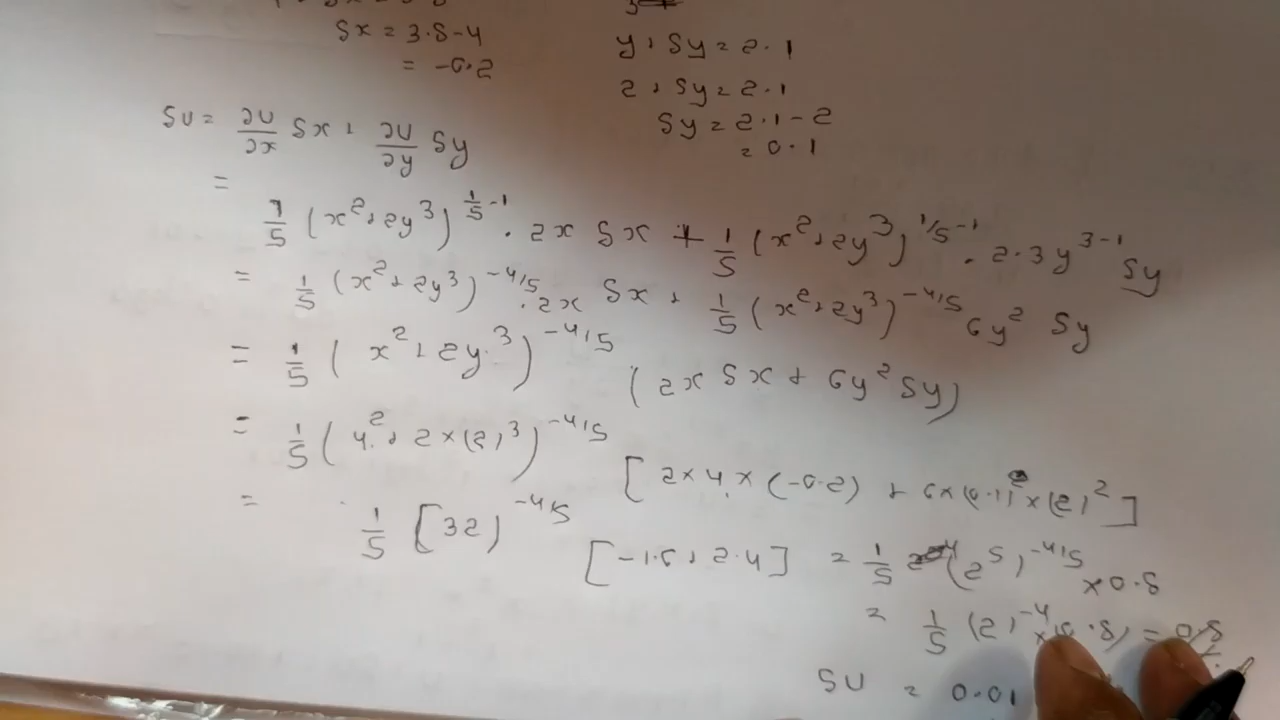 δx = 3.8-4
= -0.2
y + δy = 2.1
2 + δy = 2.1
δy = 2.1 - 2
= 0.1
δu = ∂u/∂x δx + ∂u/∂y δy
= 1/5 (x²+2y³)^(1/5-1) · 2x δx + 1/5 (x²+2y³)^(1/5-1) · 2·3y^(3-1) δy
= 1/5 (x²+2y³)^(-4/5) · 2x δx + 1/5 (x²+2y³)^(-4/5) 6y² δy
= 1/5 (x²+2y³)^(-4/5) (2x δx + 6y² δy)
= 1/5 (4²+2×(2)³)^(-4/5) [2×4×(-0.2) + 6×(0.1)×(2)²]
= 1/5 [32]^(-4/5) [-1.6+2.4] = 1/5 (2⁵)^(-4/5) ×0.8
= 1/5 (2)^(-4)
δu = 0.01